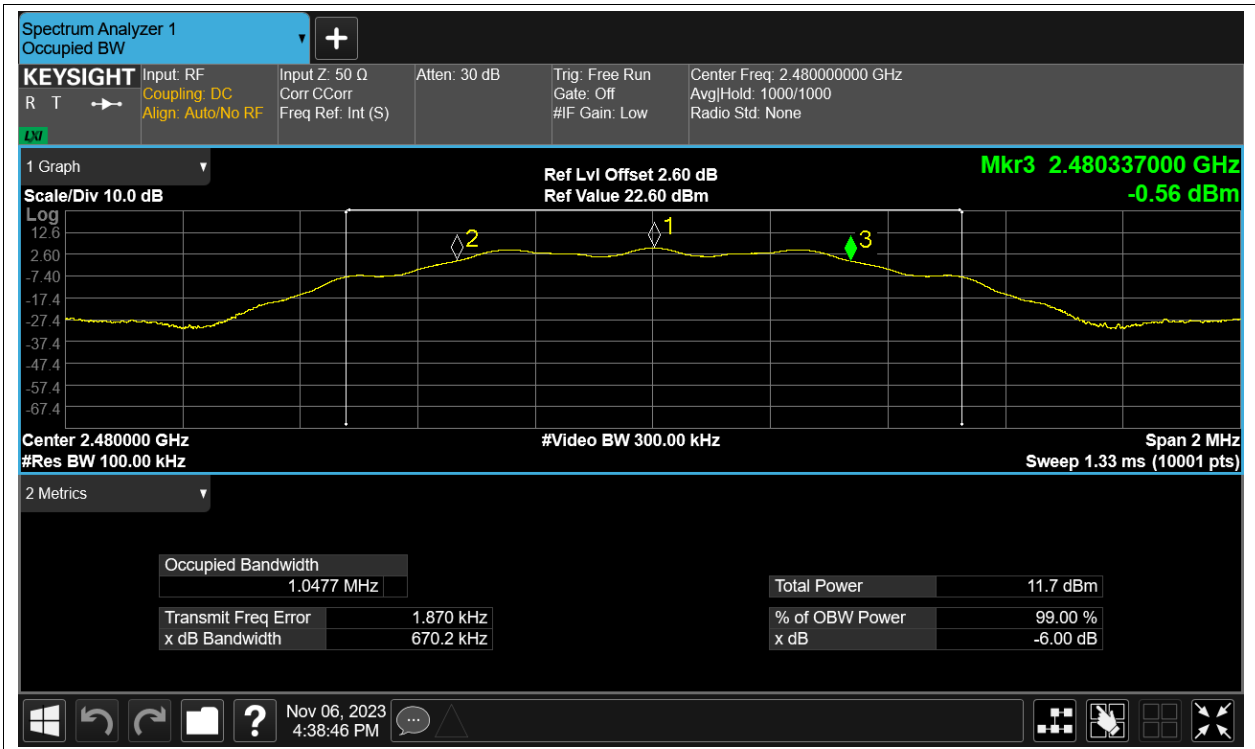 Spectrum Analyzer 1
Occupied BW
KEYSIGHT
R T
LXI
Input: RF
Coupling: DC
Align: Auto/No RF
Input Z: 50 Ω
Corr CCorr
Freq Ref: Int (S)
Atten: 30 dB
Trig: Free Run
Gate: Off
#IF Gain: Low
Center Freq: 2.480000000 GHz
Avg|Hold: 1000/1000
Radio Std: None
1 Graph
Scale/Div 10.0 dB
Ref Lvl Offset 2.60 dB
Ref Value 22.60 dBm
Mkr3 2.480337000 GHz
-0.56 dBm
Log
12.6
2.60
-7.40
-17.4
-27.4
-37.4
-47.4
-57.4
-67.4
2
1
3
Center 2.480000 GHz
#Res BW 100.00 kHz
#Video BW 300.00 kHz
Span 2 MHz
Sweep 1.33 ms (10001 pts)
2 Metrics
Occupied Bandwidth
1.0477 MHz
Transmit Freq Error 1.870 kHz
x dB Bandwidth 670.2 kHz
Total Power 11.7 dBm
% of OBW Power 99.00 %
x dB -6.00 dB
?
Nov 06, 2023
4:38:46 PM